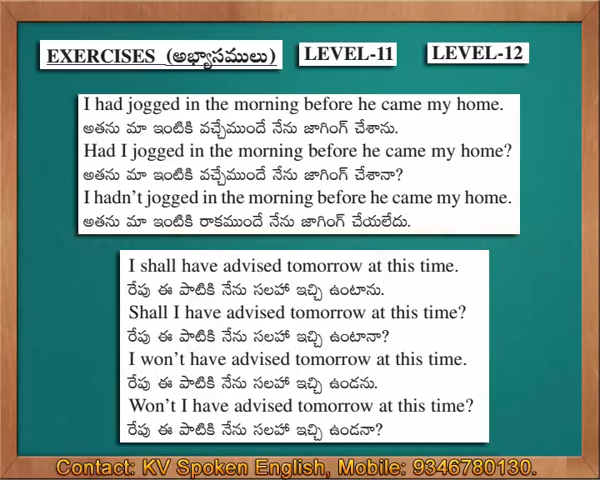 EXERCISES (అభ్యాసములు) LEVEL-11 LEVEL-12
I had jogged in the morning before he came my home.
అతను మా ఇంటికి వచ్చేముందే నేను జాగింగ్ చేశాను.
Had I jogged in the morning before he came my home?
అతను మా ఇంటికి వచ్చేముందే నేను జాగింగ్ చేశానా?
I hadn't jogged in the morning before he came my home.
అతను మా ఇంటికి రాకముందే నేను జాగింగ్ చేయలేదు.
I shall have advised tomorrow at this time.
రేపు ఈ పాటికి నేను సలహా ఇచ్చి ఉంటాను.
Shall I have advised tomorrow at this time?
రేపు ఈ పాటికి నేను సలహా ఇచ్చి ఉంటానా?
I won't have advised tomorrow at this time.
రేపు ఈ పాటికి నేను సలహా ఇచ్చి ఉండను.
Won't I have advised tomorrow at this time?
రేపు ఈ పాటికి నేను సలహా ఇచ్చి ఉండనా?
Contact: KV Spoken English, Mobile: 9346780130.